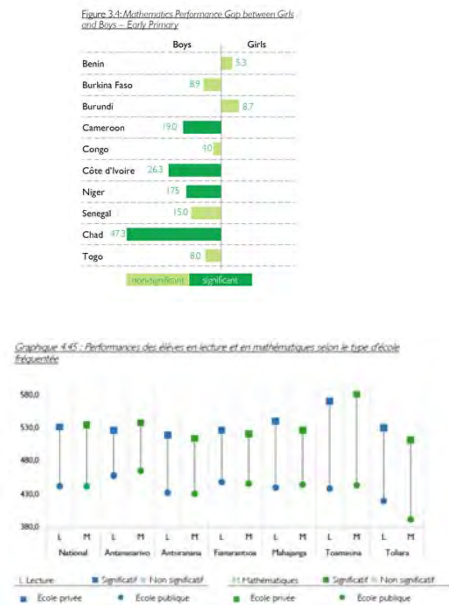 Figure 3.4: Mathematics Performance Gap between Girls
and Boys – Early Primary
Boys Girls
Benin 5.3
Burkina Faso 8.9
Burundi 8.7
Cameroon 19.0
Congo 4.0
Côte d'Ivoire 26.3
Niger 17.5
Senegal 15.0
Chad 47.3
Togo 8.0
non-significant significant
Graphique 4.45 : Performances des élèves en lecture et en mathématiques selon le type d'école
fréquentée
580,0
530,0
480,0
430,0
380,0
L M L M L M L M L M L M L M
National Antananarivo Antsiranana Fianarantsoa Mahajanga Toamasina Toliara
L Lecture Significatif Non significatif M Mathématiques Significatif Non significatif
École privée École publique École privée École publique